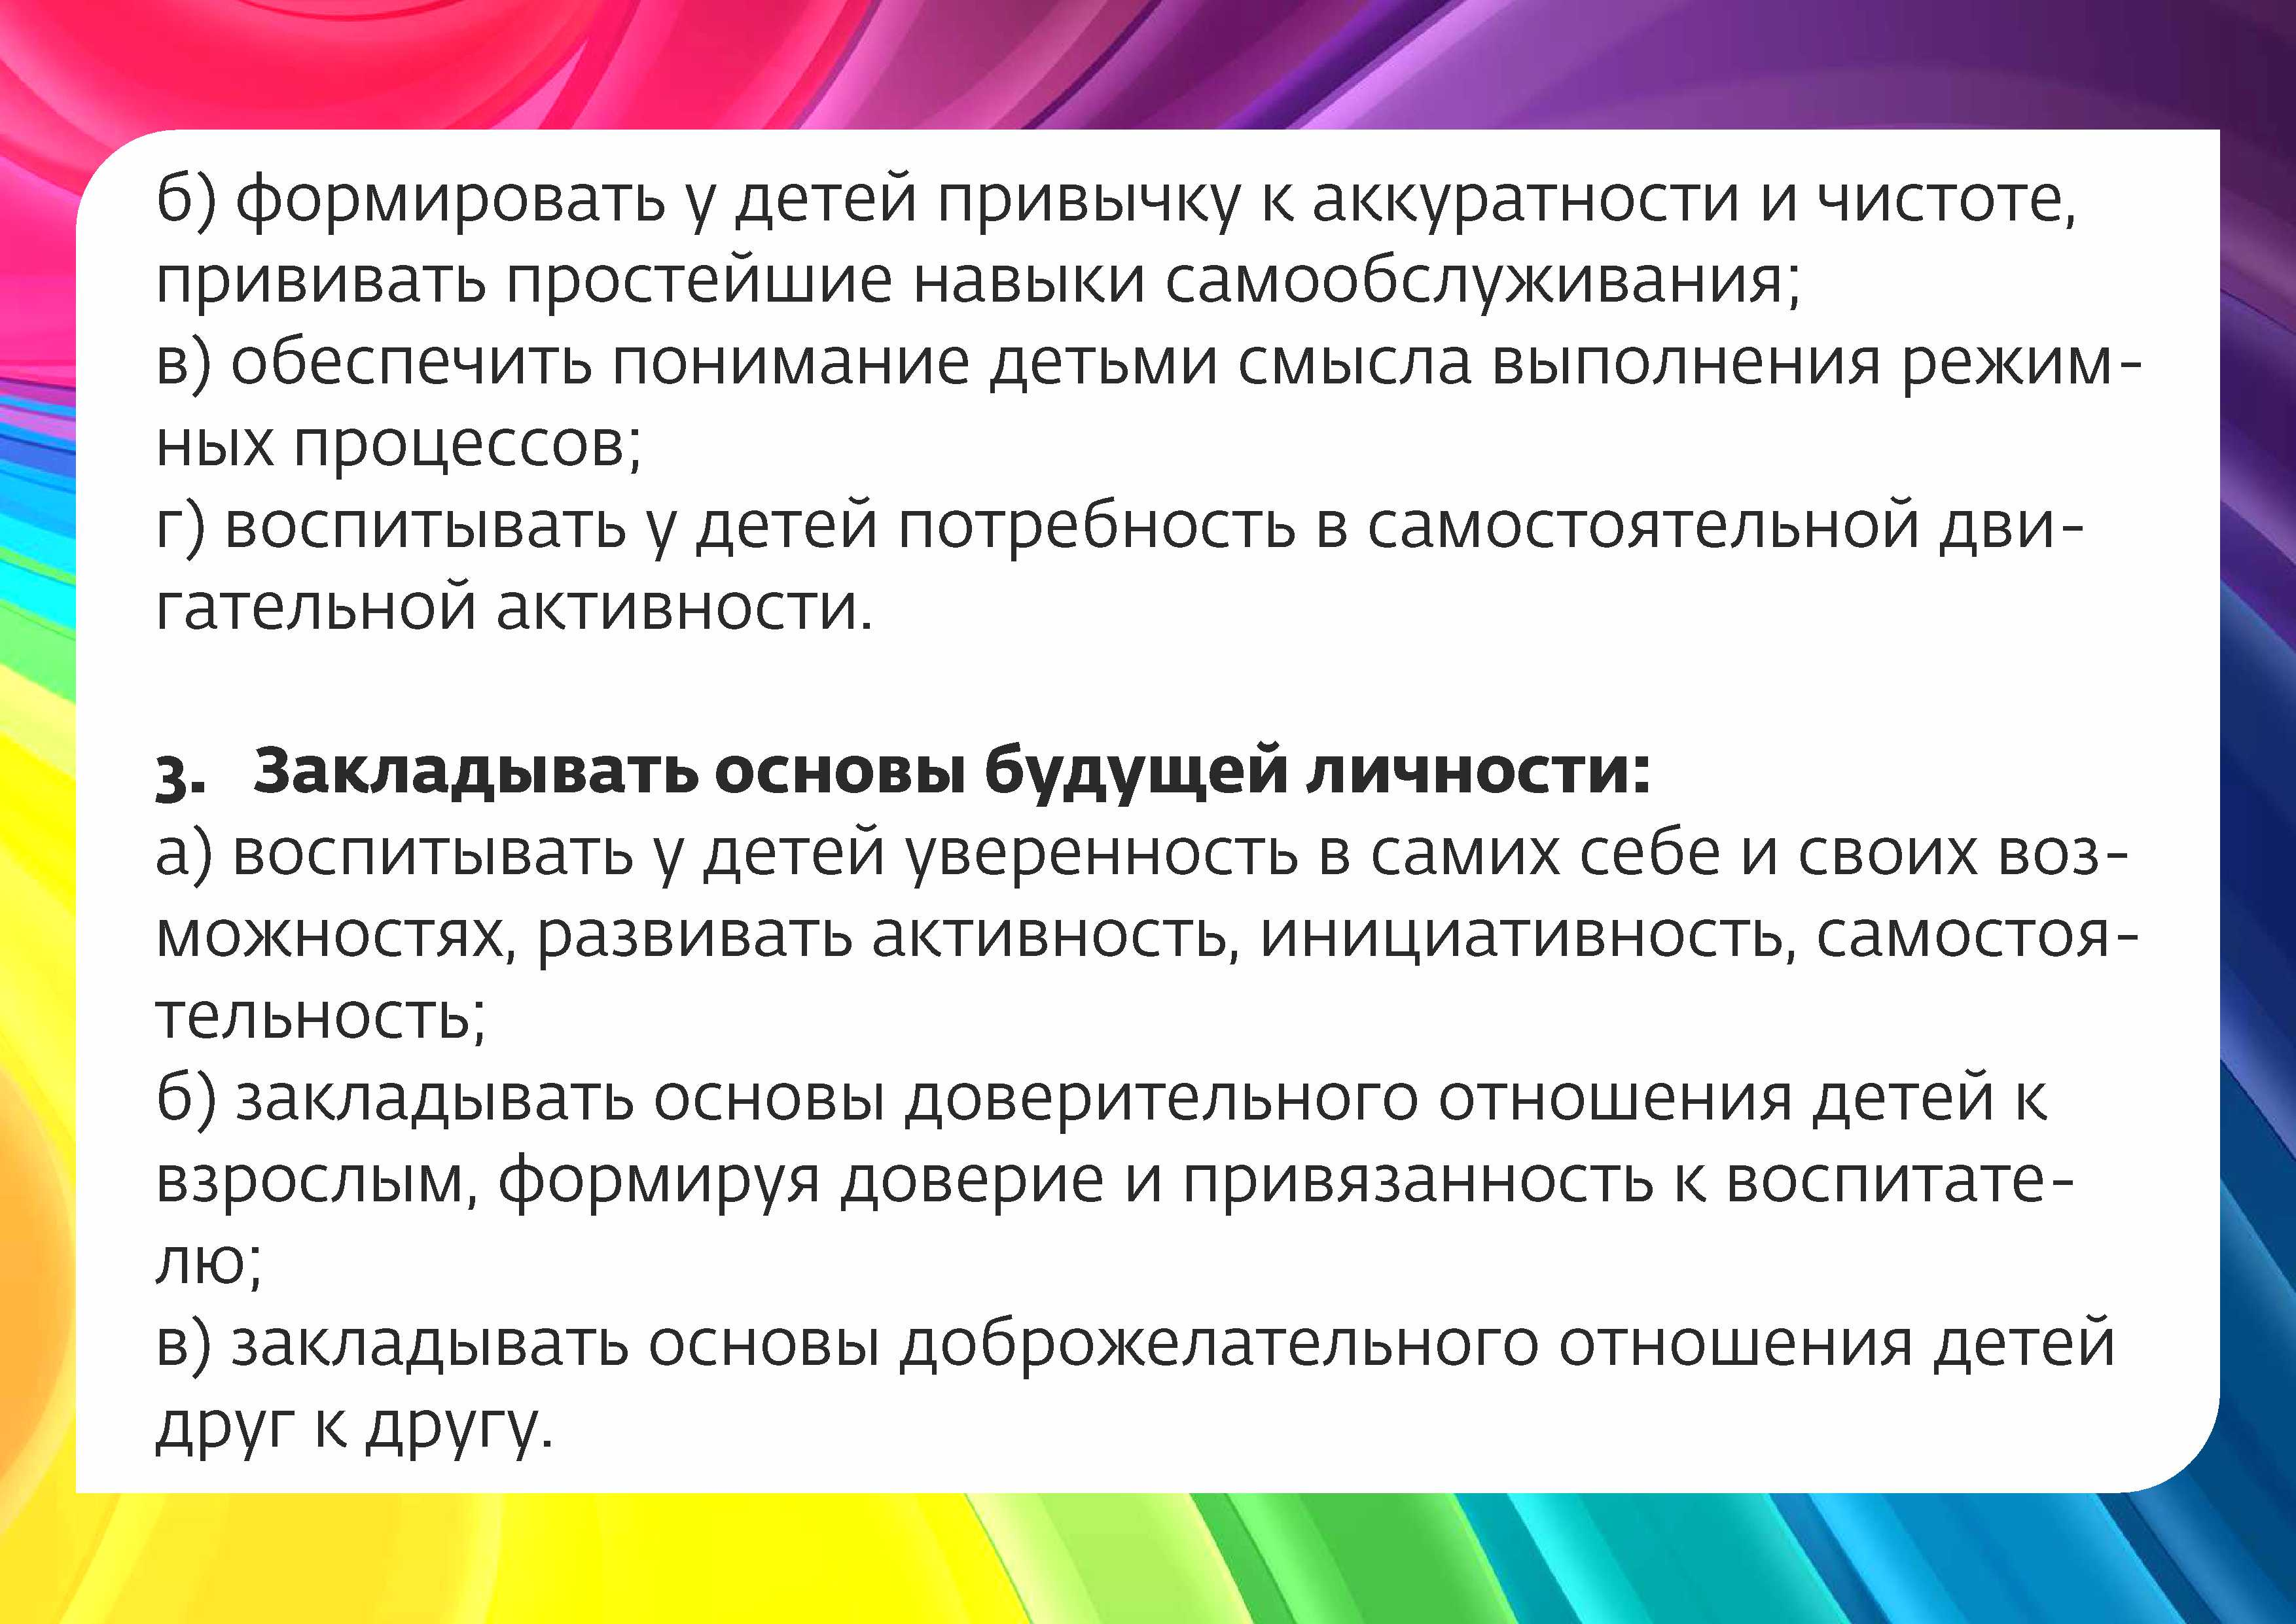 б) формировать у детей привычку к аккуратности и чистоте,
прививать простейшие навыки самообслуживания;
в) обеспечить понимание детьми смысла выполнения режим-
ных процессов;
г) воспитывать у детей потребность в самостоятельной дви-
гательной активности.
3. Закладывать основы будущей личности:
а) воспитывать у детей уверенность в самих себе и своих воз-
можностях, развивать активность, инициативность, самостоя-
тельность;
б) закладывать основы доверительного отношения детей к
взрослым, формируя доверие и привязанность к воспитате-
лю;
в) закладывать основы доброжелательного отношения детей
друг к другу.